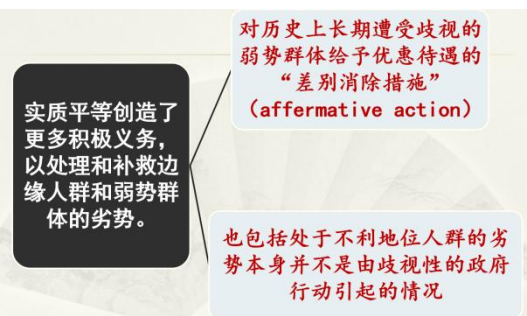 实质平等创造了
更多积极义务，
以处理和补救边
缘人群和弱势群
体的劣势。
对历史上长期遭受歧视的
弱势群体给予优惠待遇的
“差别消除措施”
（affermative action）
也包括处于不利地位人群的劣
势本身并不是由歧视性的政府
行动引起的情况